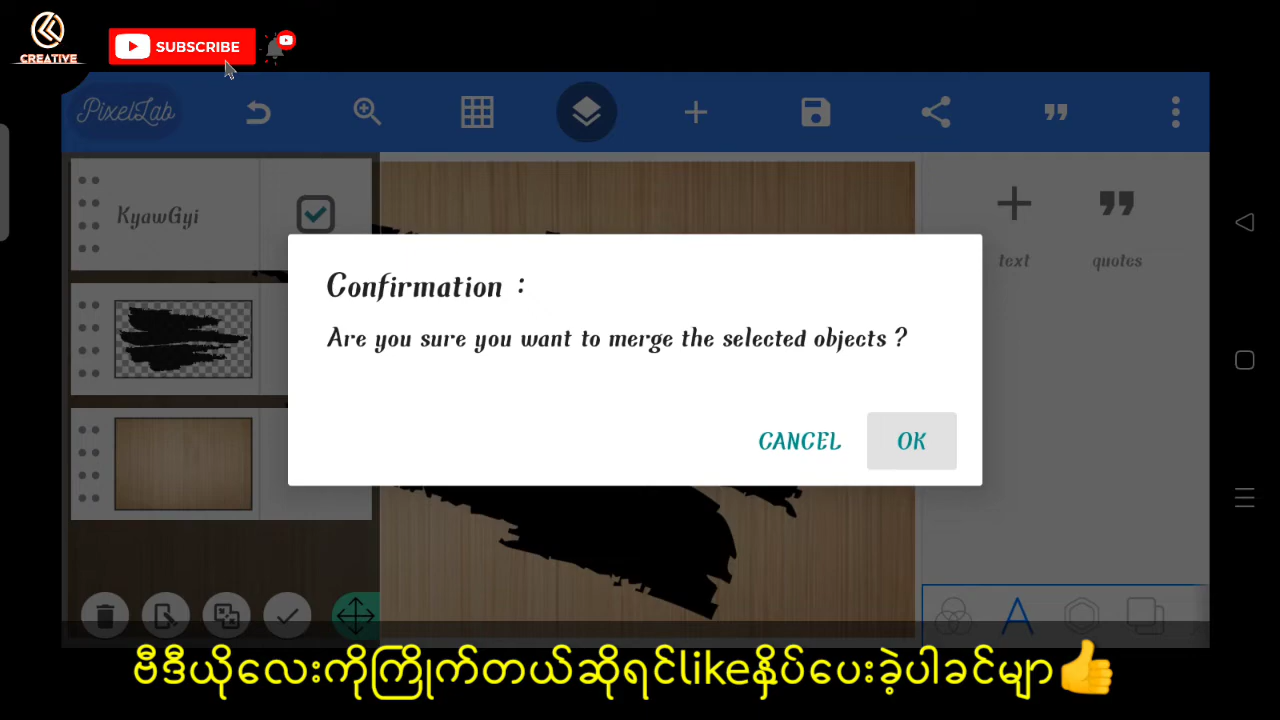 CREATIVE
SUBSCRIBE
PixelLab
KyawGyi
text
quotes
Confirmation :
Are you sure you want to merge the selected objects ?
CANCEL
OK
ဗီဒီယိုလေးကိုကြိုက်တယ်ဆိုရင်likeနှိပ်ပေးခဲ့ပါခင်မျာ👍